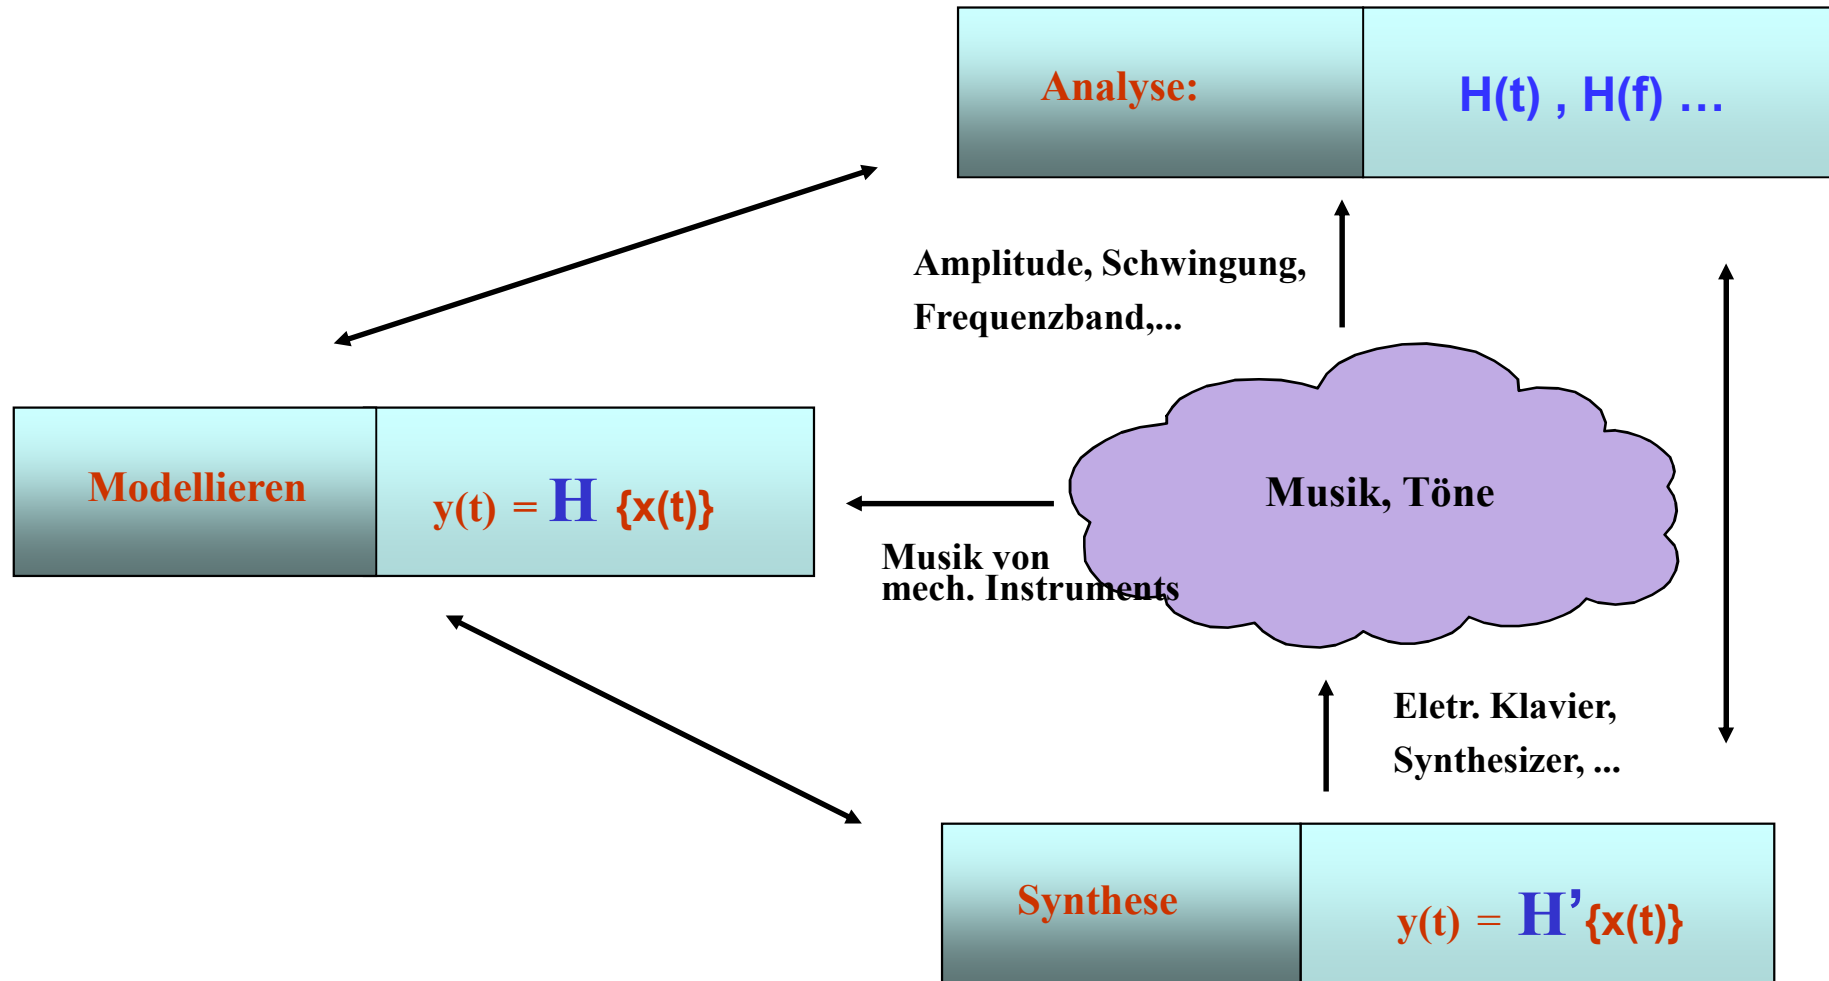 Analyse:
H(t) , H(f) ...
Amplitude, Schwingung,
Frequenzband,...
Modellieren
y(t) = H {x(t)}
Musik, Töne
Musik von
mech. Instruments
Eletr. Klavier,
Synthesizer, ...
Synthese
y(t) = H’{x(t)}